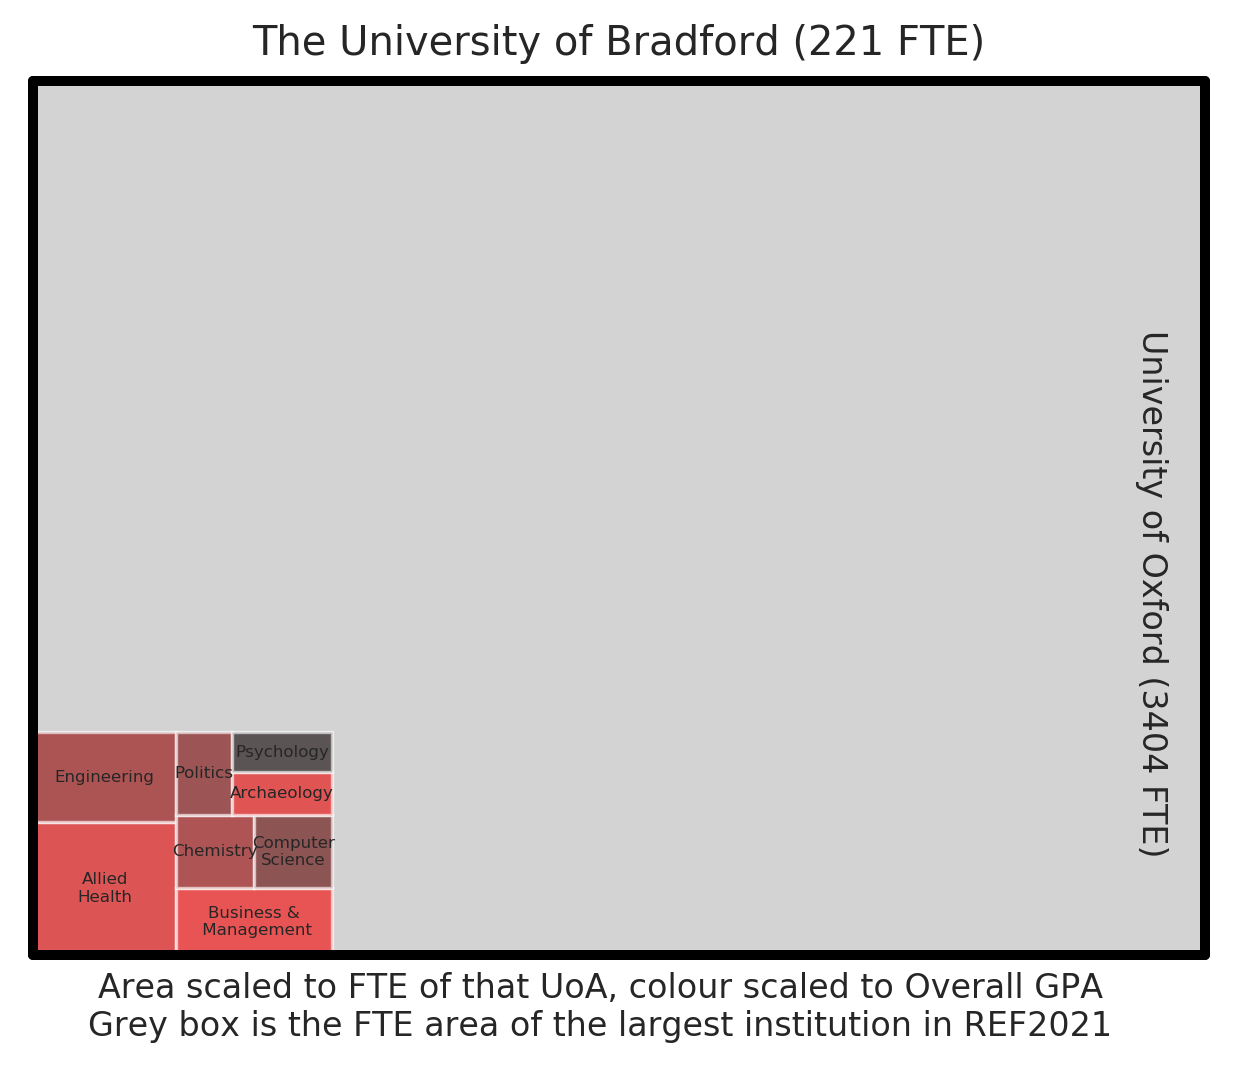 The University of Bradford (221 FTE)
University of Oxford (3404 FTE)
Engineering
Politics
Psychology
Archaeology
Allied
Health
Chemistry
Computer
Science
Business &
Management
Area scaled to FTE of that UoA, colour scaled to Overall GPA
Grey box is the FTE area of the largest institution in REF2021